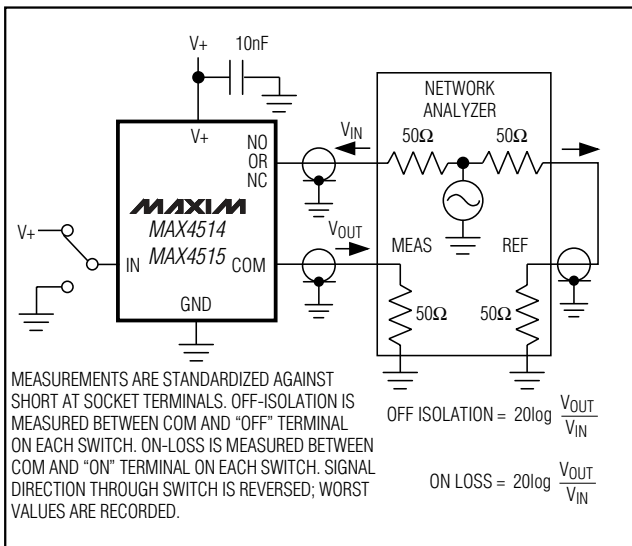 V+ 10nF
NETWORK
ANALYZER
V+
NO
OR
NC
VIN
50Ω 50Ω
MAXIM
MAX4514
MAX4515
V+
IN
COM
VOUT
MEAS REF
GND
50Ω 50Ω
MEASUREMENTS ARE STANDARDIZED AGAINST
SHORT AT SOCKET TERMINALS. OFF-ISOLATION IS
MEASURED BETWEEN COM AND “OFF” TERMINAL
ON EACH SWITCH. ON-LOSS IS MEASURED BETWEEN
COM AND “ON” TERMINAL ON EACH SWITCH. SIGNAL
DIRECTION THROUGH SWITCH IS REVERSED; WORST
VALUES ARE RECORDED.
OFF ISOLATION = 20log VOUT
VIN
ON LOSS = 20log VOUT
VIN